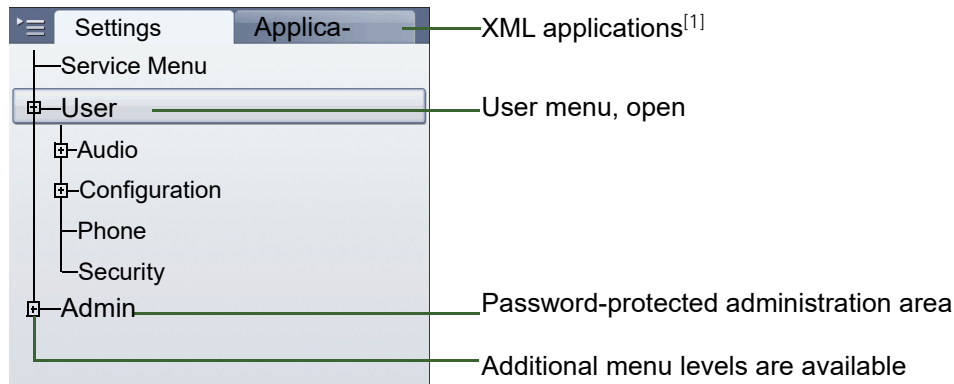 Settings Applica- XML applications[1]
Service Menu
User User menu, open
Audio
Configuration
Phone
Security
Admin Password-protected administration area
Additional menu levels are available